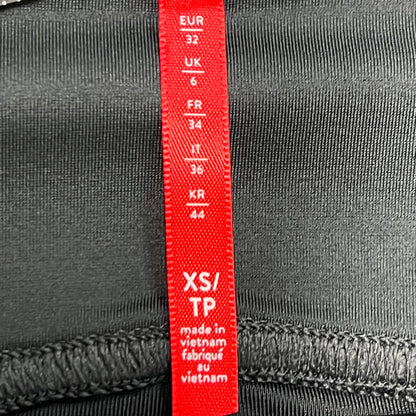 EUR
32
UK
6
FR
34
IT
36
KR
44
XS/
TP
made in
vietnam
fabriqué
au
vietnam